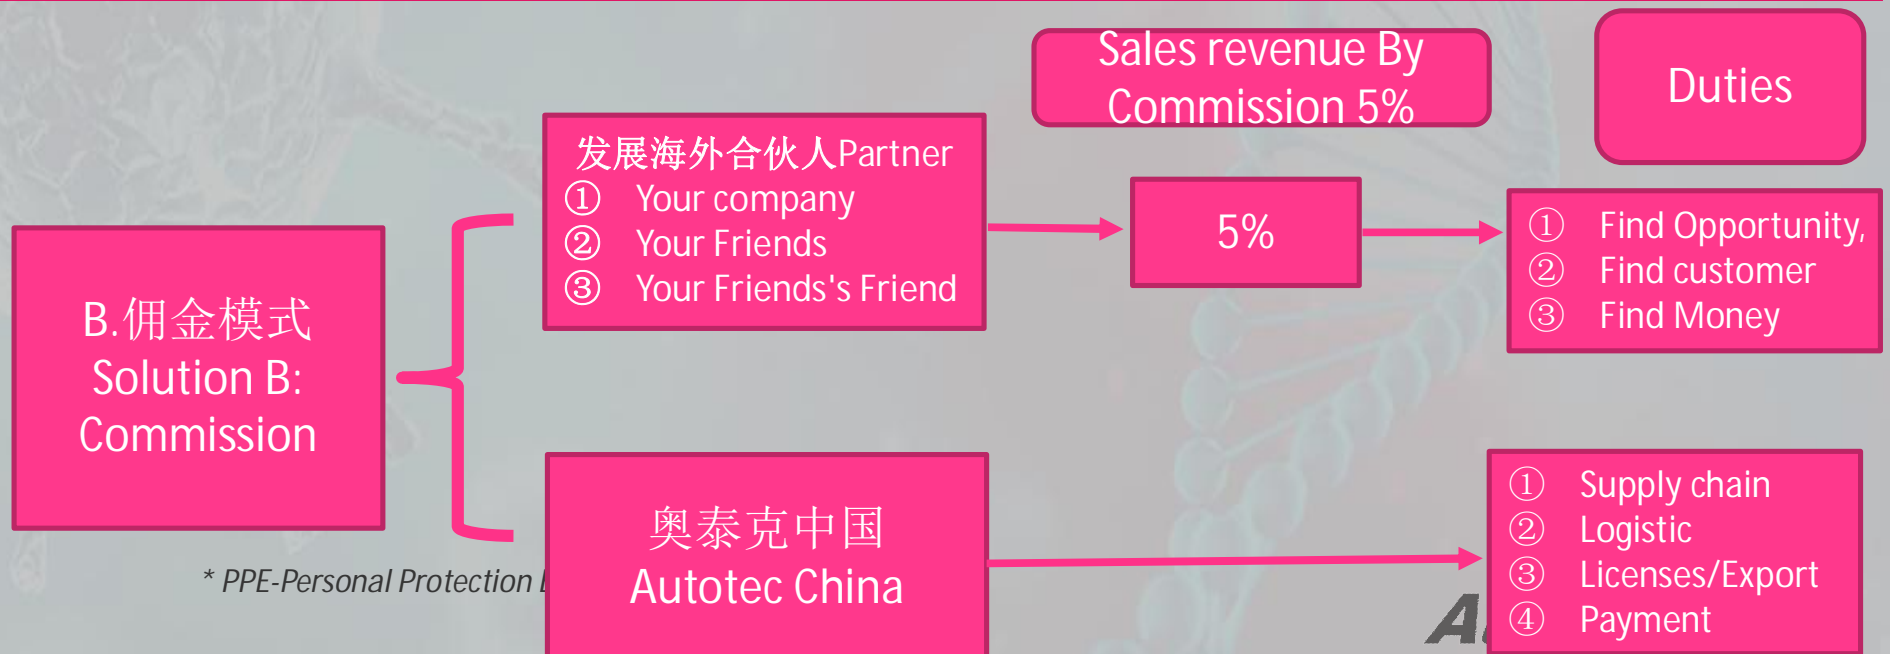 Sales revenue By
Commission 5%
Duties
发展海外合伙人Partner
① Your company
② Your Friends
③ Your Friends's Friend
5%
① Find Opportunity,
② Find customer
③ Find Money
B.佣金模式
Solution B:
Commission
奥泰克中国
Autotec China
① Supply chain
② Logistic
③ Licenses/Export
④ Payment
* PPE-Personal Protection